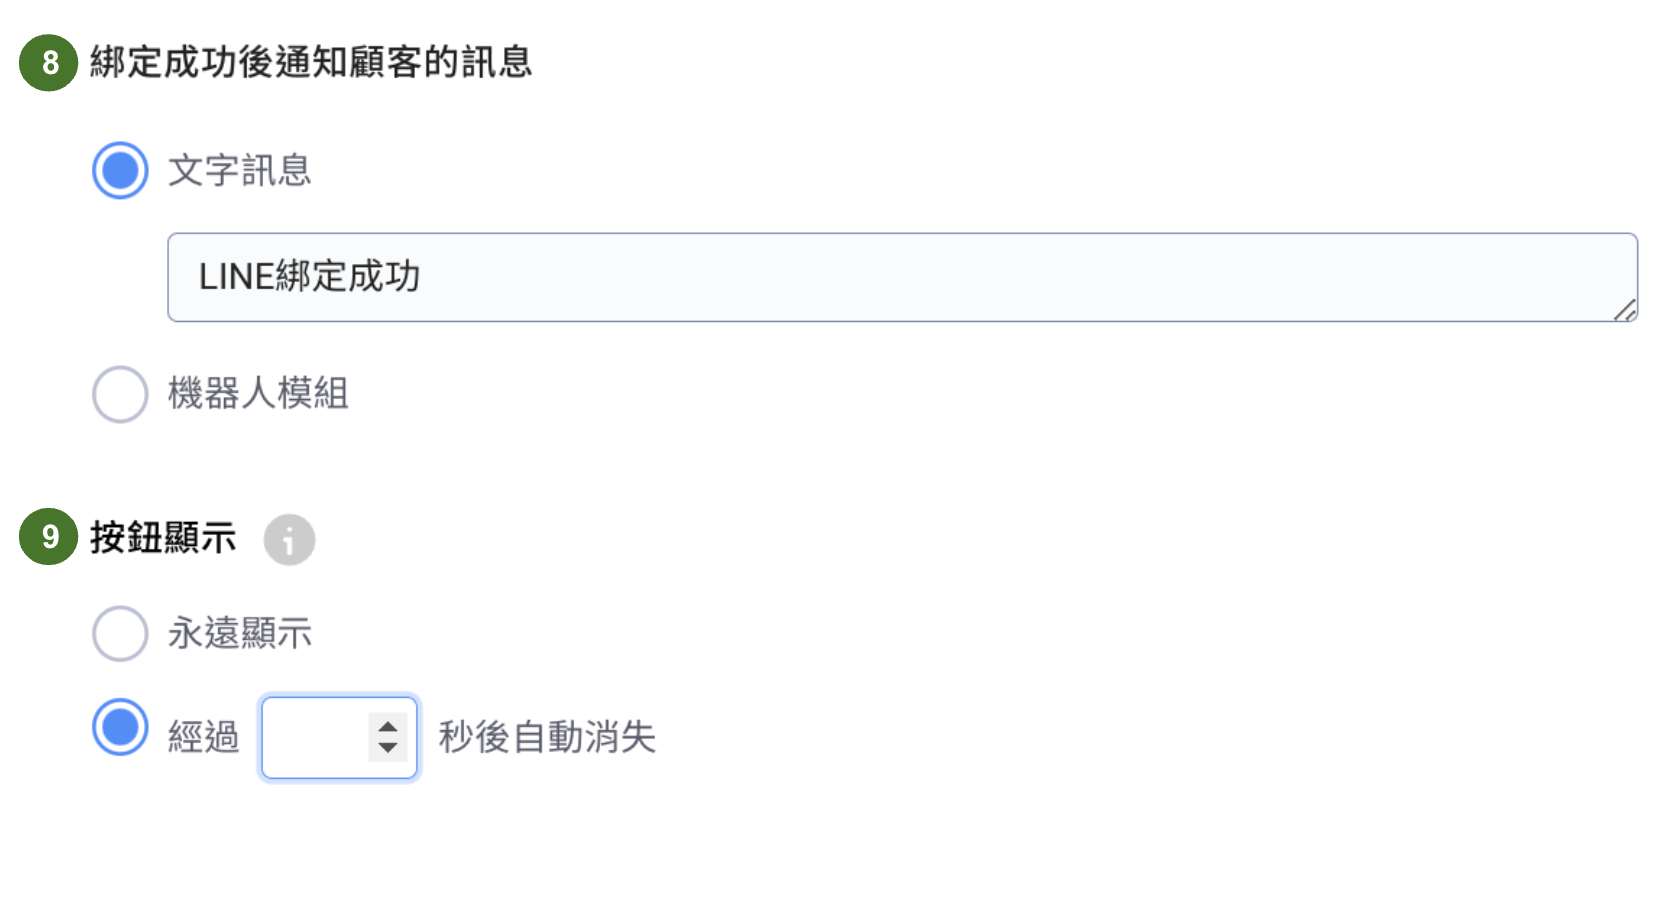 8 綁定成功後通知顧客的訊息
文字訊息
LINE綁定成功
機器人模組
9 按鈕顯示 i
永遠顯示
經過 秒後自動消失